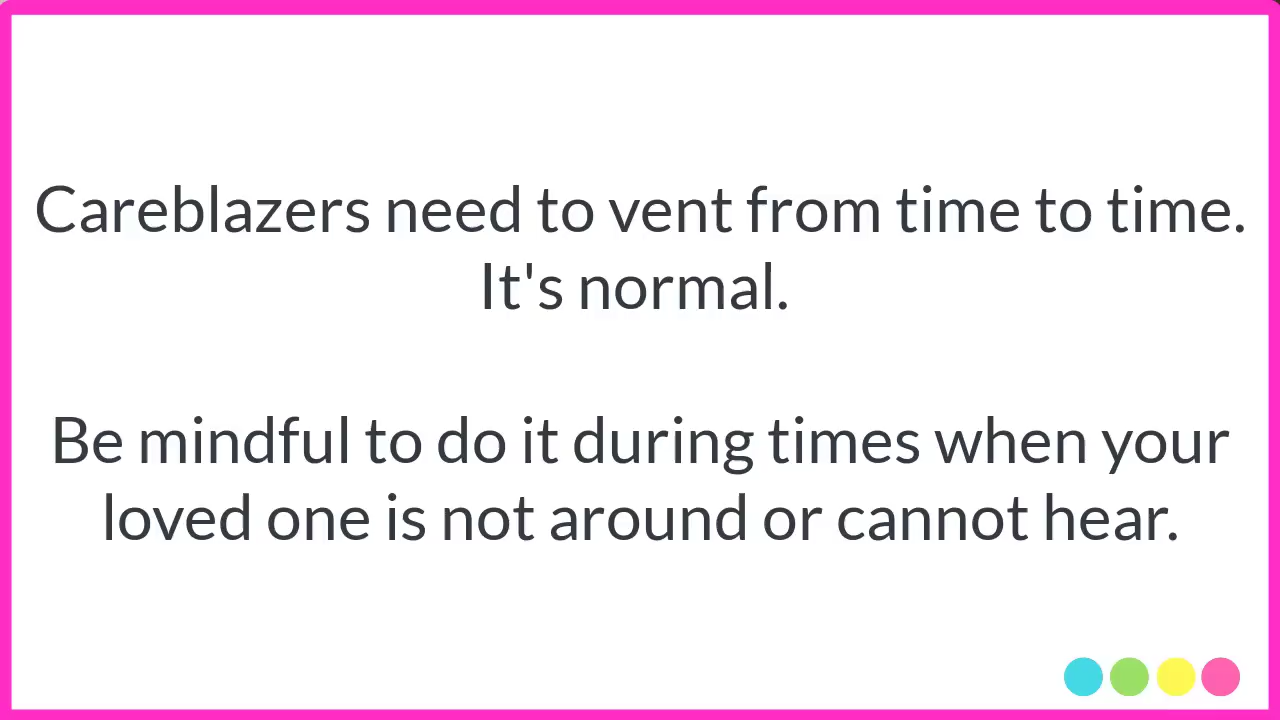 Careblazers need to vent from time to time.
It's normal.
Be mindful to do it during times when your
loved one is not around or cannot hear.